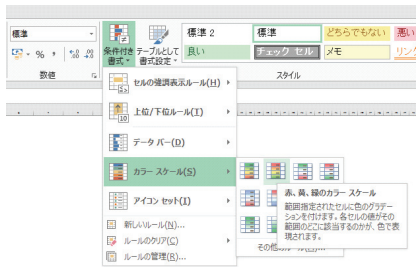 標準
標準 2
標準
どちらでもない
悪い
% ,
条件付き
書式
テーブルとして
書式設定
良い
チェック セル
メモ
リンク
数値
スタイル
セルの強調表示ルール(H)
上位/下位ルール(T)
データ バー(D)
カラー スケール(S)
アイコン セット(I)
新しいルール(N)...
ルールのクリア(C)
ルールの管理(R)...
赤、黄、緑のカラー スケール
範囲指定されたセルに色のグラデー
ションを付けます。各セルの値がその
範囲のどこに該当するのかが、色で表
現されます。